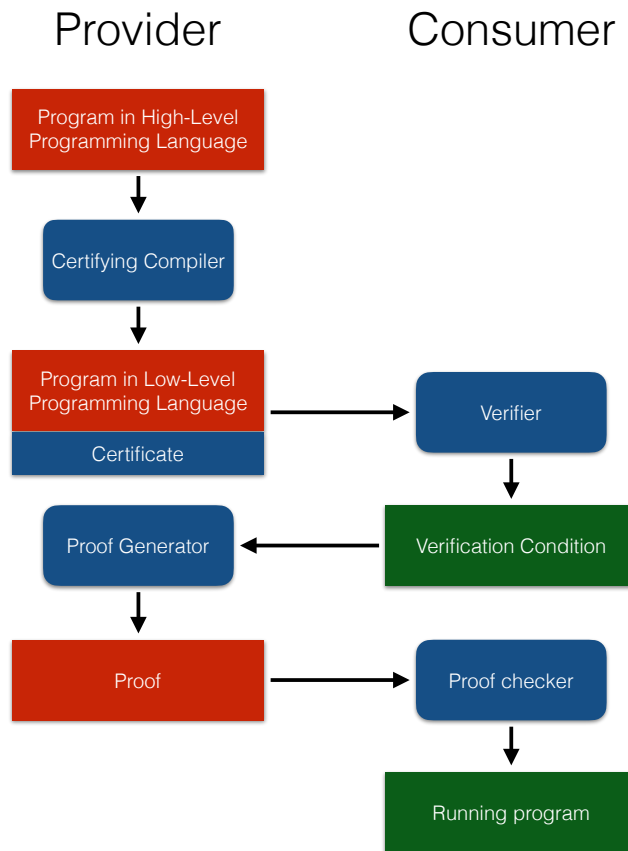 Provider
Consumer
Program in High-Level
Programming Language
Certifying Compiler
Program in Low-Level
Programming Language
Certificate
Verifier
Proof Generator
Verification Condition
Proof
Proof checker
Running program